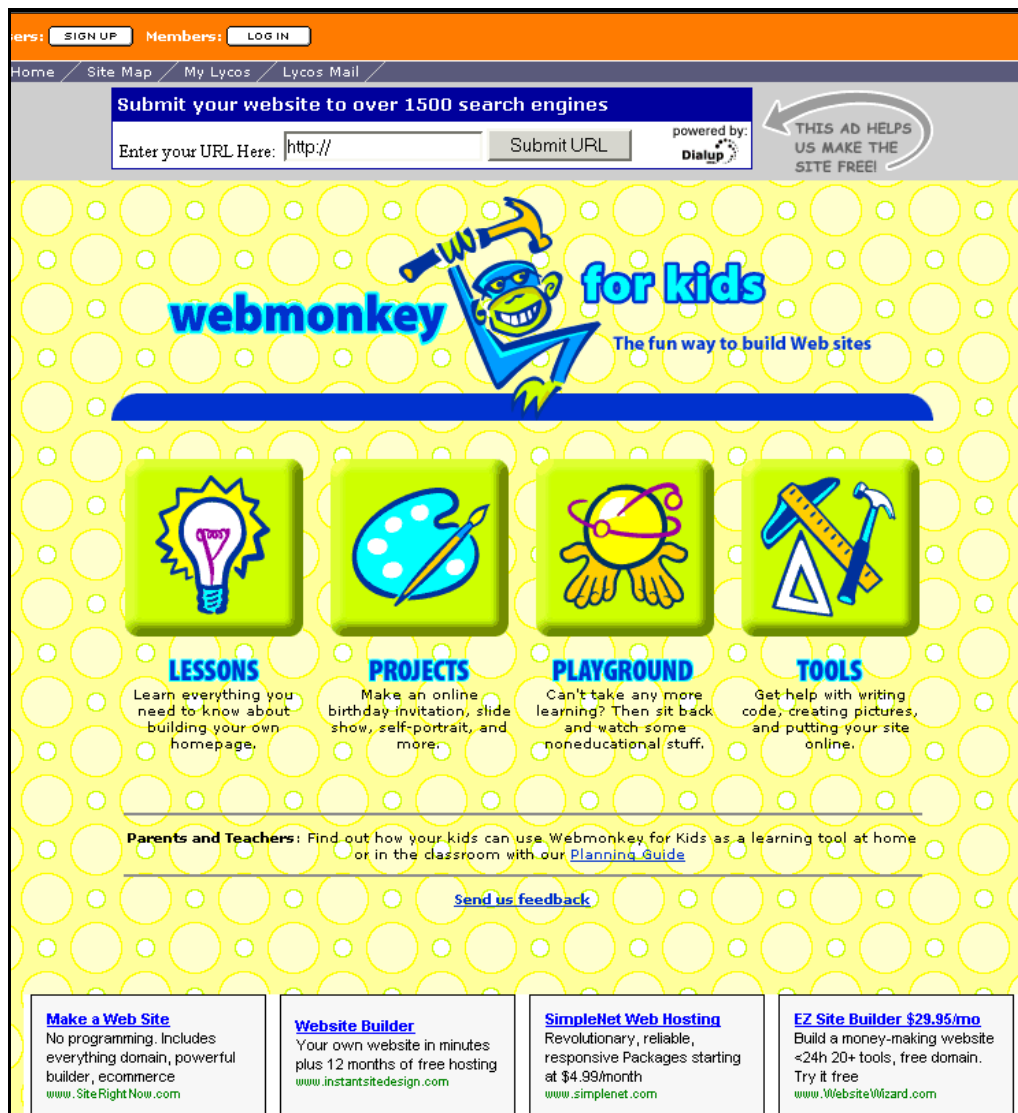 ers: SIGN UP Members: LOG IN
Home / Site Map / My Lycos / Lycos Mail /
Submit your website to over 1500 search engines
Enter your URL Here: http:// Submit URL
powered by:
Dialup
THIS AD HELPS
US MAKE THE
SITE FREE!
webmonkey for kids
The fun way to build Web sites
LESSONS
Learn everything you
need to know about
building your own
homepage.
PROJECTS
Make an online
birthday invitation, slide
show, self-portrait, and
more.
PLAYGROUND
Can't take any more
learning? Then sit back
and watch some
noneducational stuff.
TOOLS
Get help with writing
code, creating pictures,
and putting your site
online.
Parents and Teachers: Find out how your kids can use Webmonkey for Kids as a learning tool at home
or in the classroom with our Planning Guide
Send us feedback
Make a Web Site
No programming. Includes
everything domain, powerful
builder, ecommerce
www.SiteRightNow.com
Website Builder
Your own website in minutes
plus 12 months of free hosting
www.instantsitedesign.com
SimpleNet Web Hosting
Revolutionary, reliable,
responsive Packages starting
at $4.99/month
www.simplenet.com
EZ Site Builder $29.95/mo
Build a money-making website
<24h 20+ tools, free domain.
Try it free
www.WebsiteWizard.com